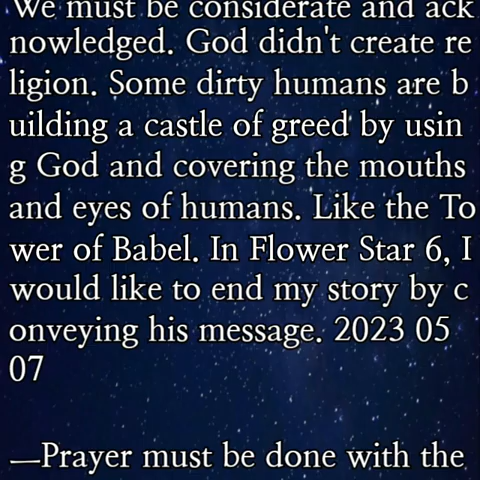 We must be considerate and ack
nowledged. God didn't create re
ligion. Some dirty humans are b
uilding a castle of greed by usin
g God and covering the mouths
and eyes of humans. Like the To
wer of Babel. In Flower Star 6, I
would like to end my story by c
onveying his message. 2023 05
07
—Prayer must be done with the